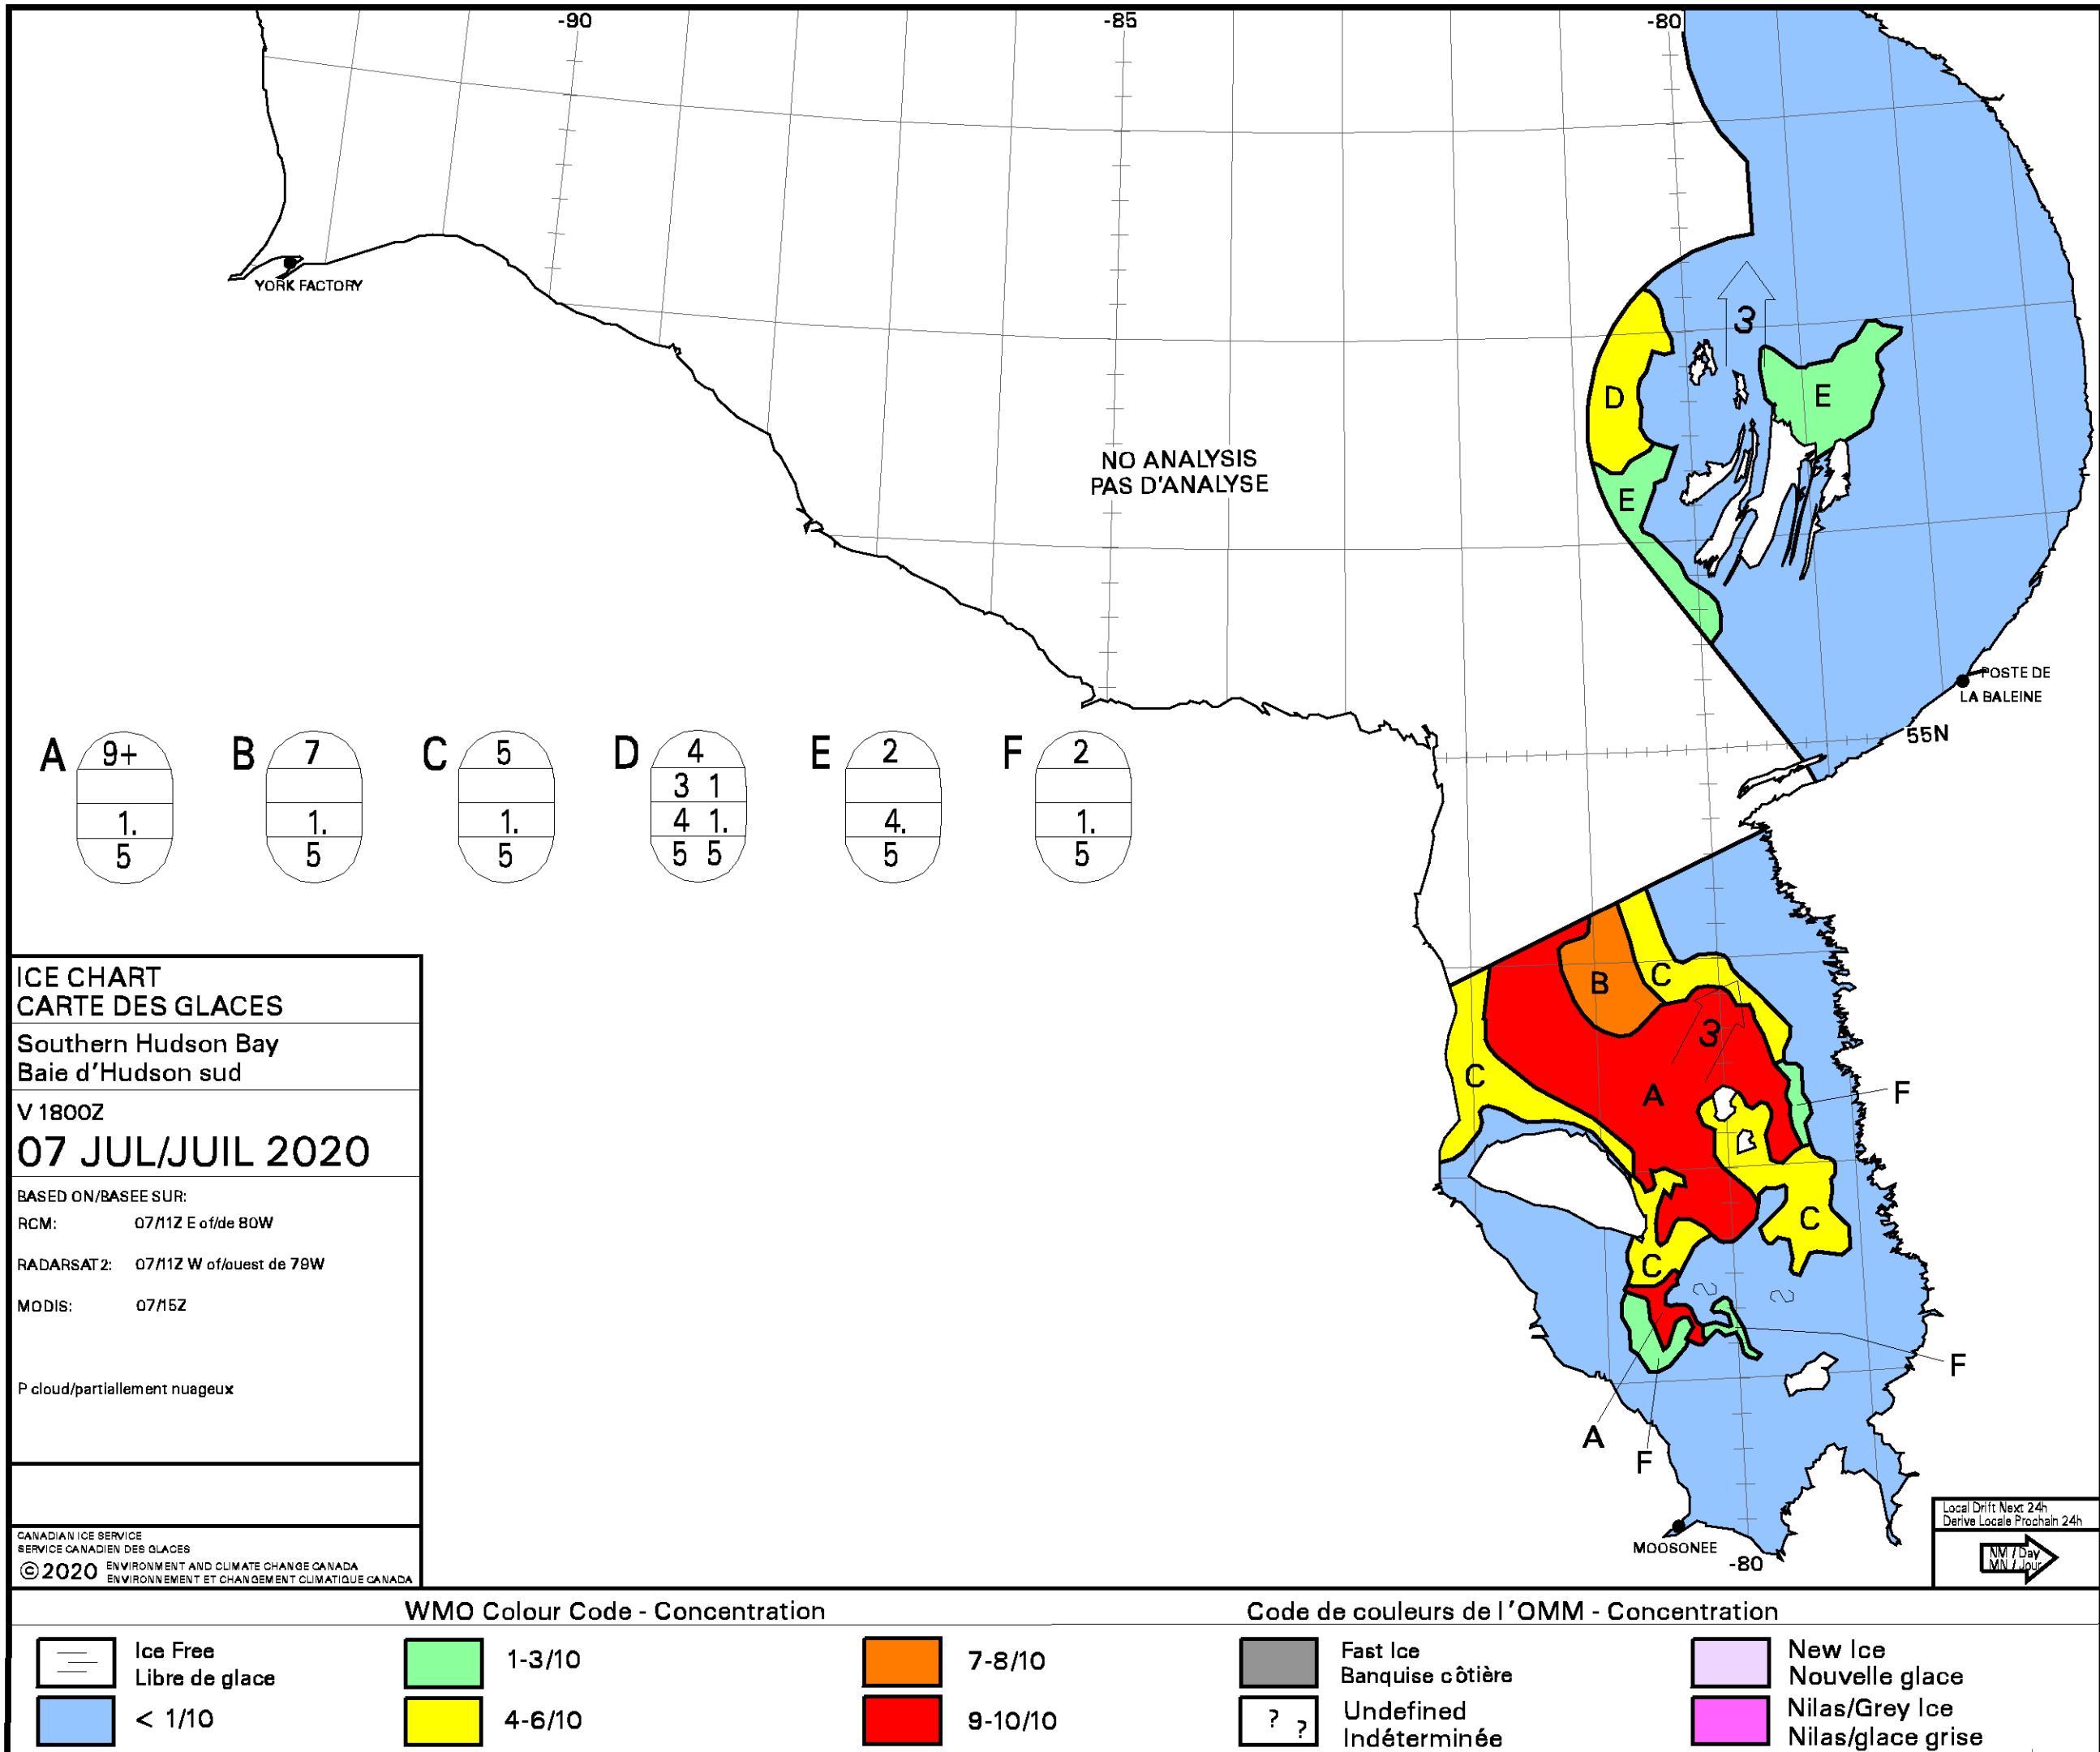 -90
-85
-80
YORK FACTORY
3
D
E
E
NO ANALYSIS
PAS D'ANALYSE
POSTE DE
LA BALEINE
55N
A
9+
1.
5
B
7
1.
5
C
5
1.
5
D
4
3 1
4 1.
5 5
E
2
4.
5
F
2
1.
5
B
C
3
C
A
F
C
C
F
A
F
MOOSONEE
-80
ICE CHART
CARTE DES GLACES
Southern Hudson Bay
Baie d'Hudson sud
V 1800Z
07 JUL/JUIL 2020
BASED ON/BASEE SUR:
RCM: 07/11Z E of/de 80W
RADARSAT2: 07/11Z W of/ouest de 79W
MODIS: 07/15Z
P cloud/partiallement nuageux
CANADIAN ICE SERVICE
SERVICE CANADIEN DES GLACES
©2020 ENVIRONMENT AND CLIMATE CHANGE CANADA
ENVIRONNEMENT ET CHANGEMENT CLIMATIQUE CANADA
Local Drift Next 24h
Derive Locale Prochain 24h
NM / Day
MN / Jour
WMO Colour Code - Concentration
Code de couleurs de l'OMM - Concentration
Ice Free
Libre de glace
< 1/10
1-3/10
4-6/10
7-8/10
9-10/10
Fast Ice
Banquise côtière
? ?
Undefined
Indéterminée
New Ice
Nouvelle glace
Nilas/Grey Ice
Nilas/glace grise